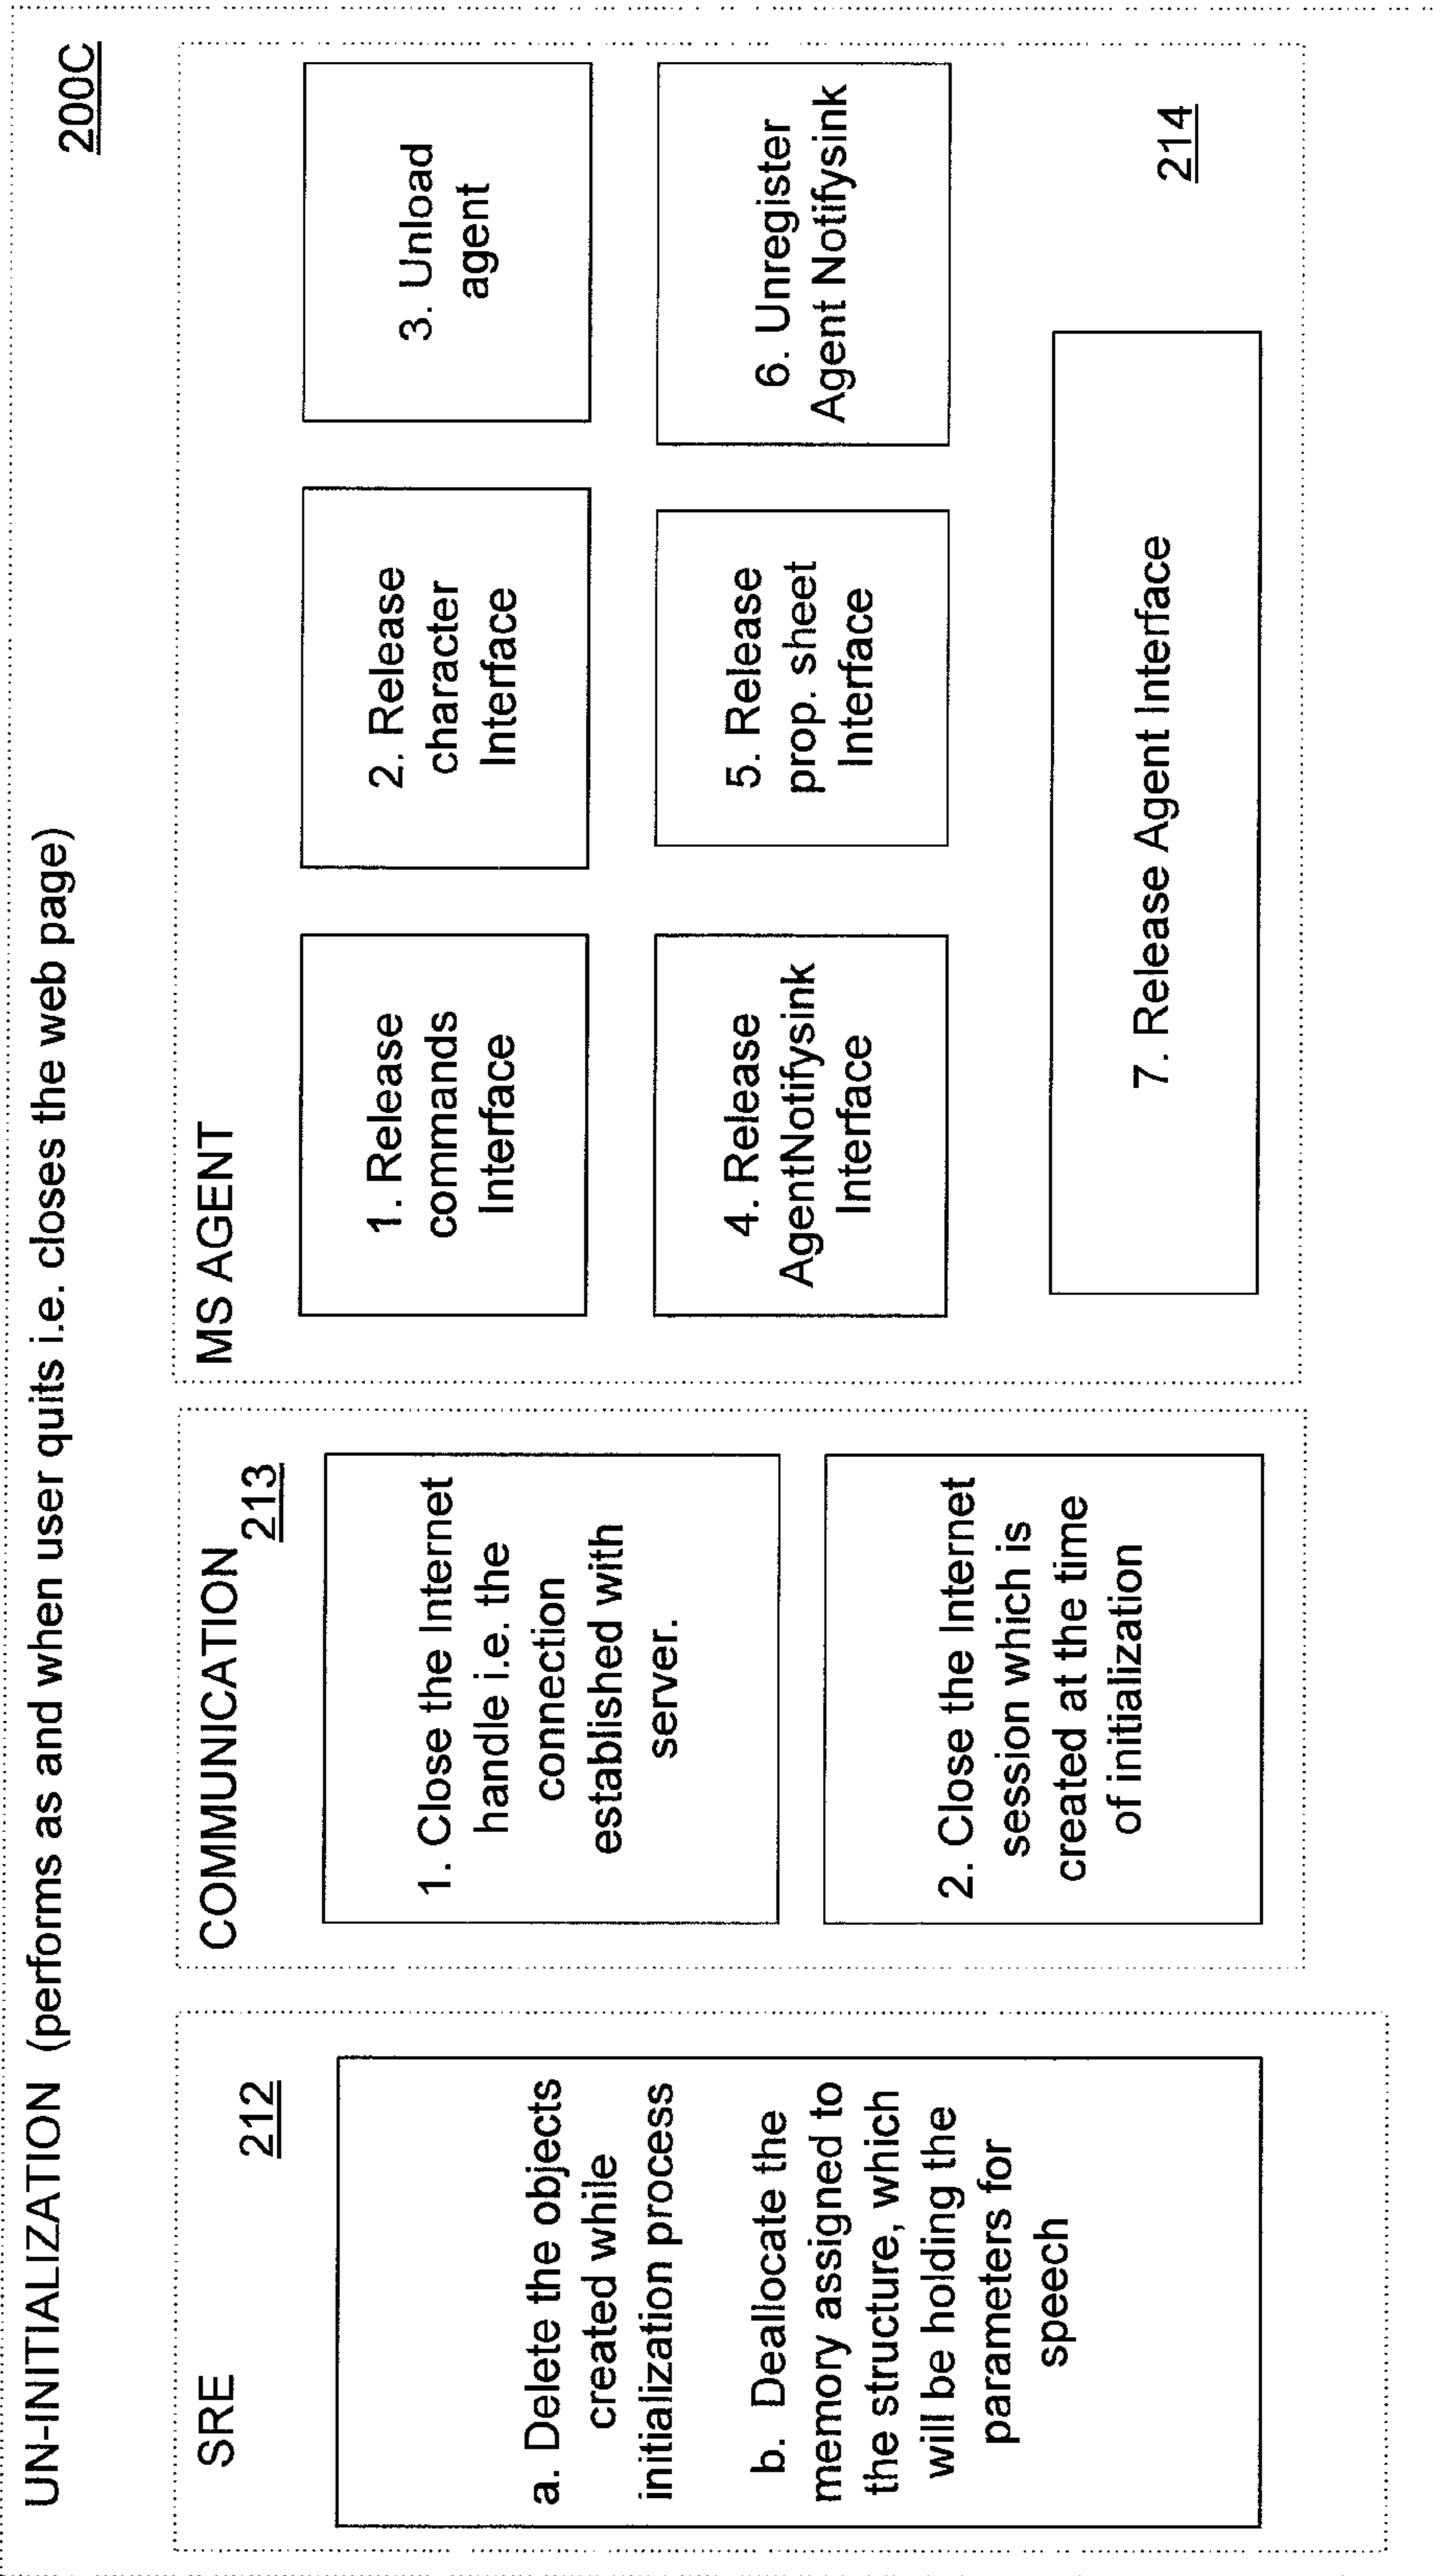 UN-INITIALIZATION (performs as and when user quits i.e. closes the web page)
200C
SRE
212
a. Delete the objects
created while
initialization process
b. Deallocate the
memory assigned to
the structure, which
will be holding the
parameters for
speech
COMMUNICATION
213
1. Close the Internet
handle i.e. the
connection
established with
server.
2. Close the Internet
session which is
created at the time
of initialization
MS AGENT
1. Release
commands
Interface
2. Release
character
Interface
3. Unload
agent
4. Release
AgentNotifysink
Interface
5. Release
prop. sheet
Interface
6. Unregister
Agent Notifysink
7. Release Agent Interface
214